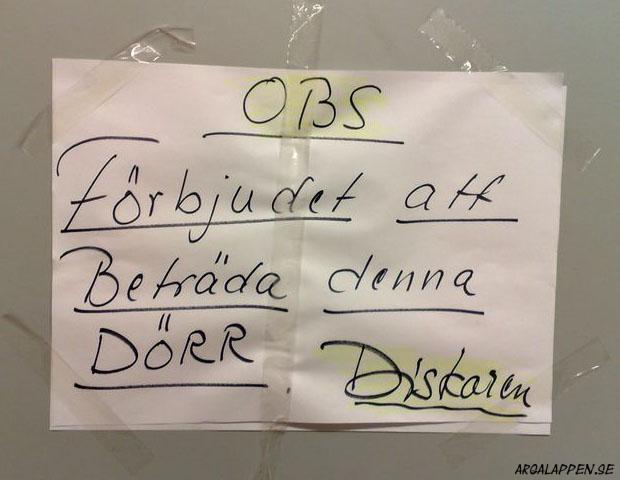 OBS
Förbjudet att
Beträda denna
DÖRR
Diskaren
ARGALAPPEN.SE